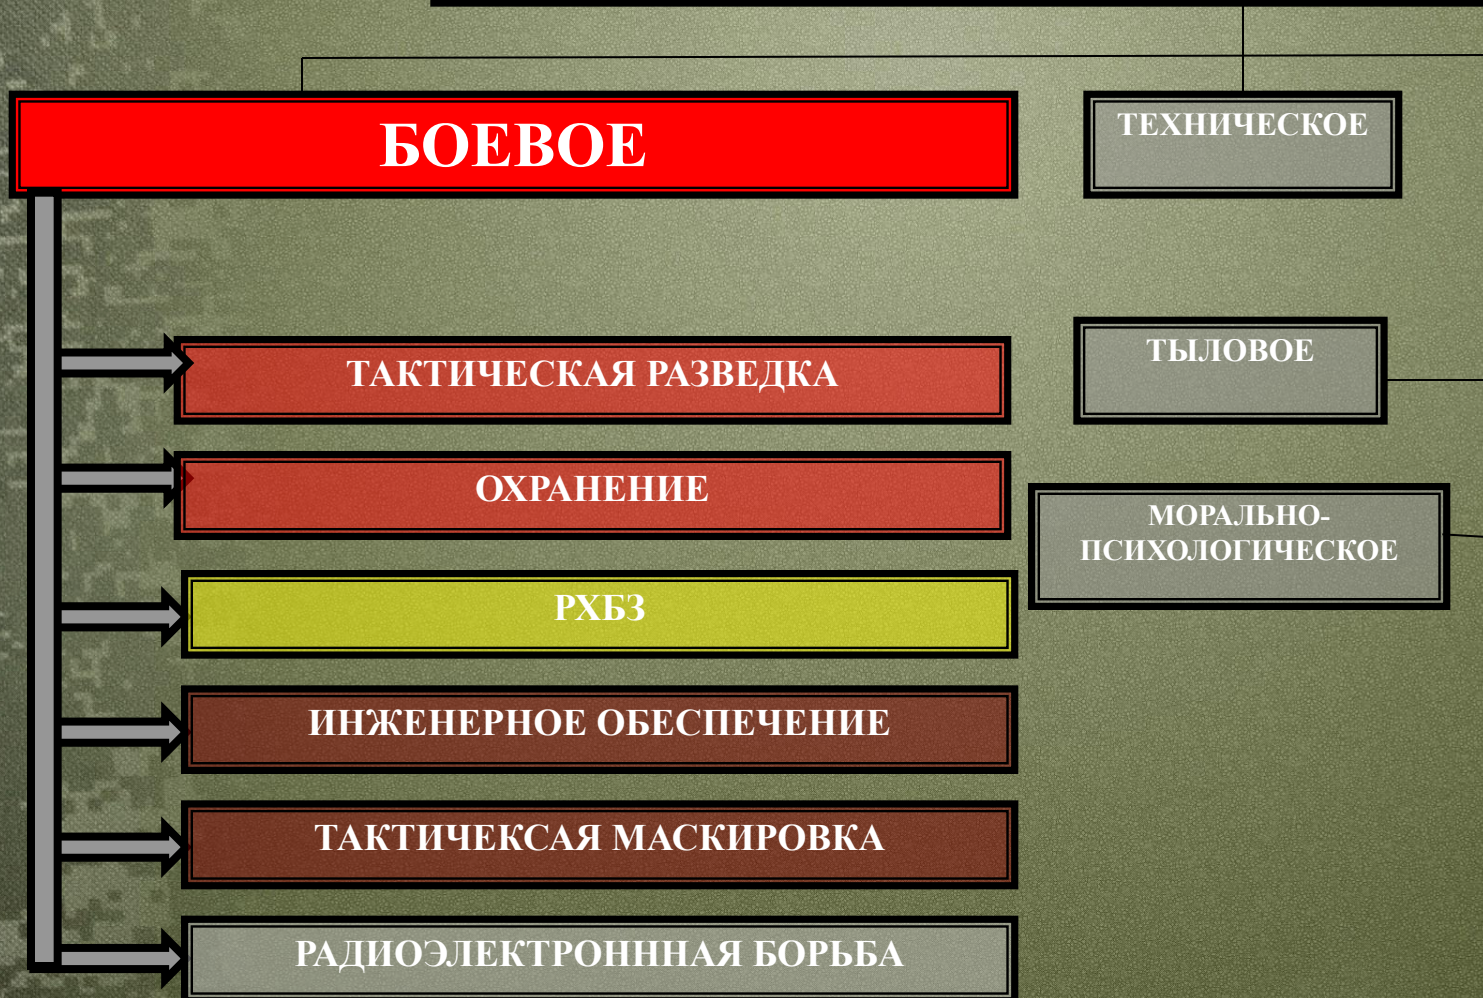 БОЕВОЕ
ТЕХНИЧЕСКОЕ
ТАКТИЧЕСКАЯ РАЗВЕДКА
ТЫЛОВОЕ
ОХРАНЕНИЕ
МОРАЛЬНО-
ПСИХОЛОГИЧЕСКОЕ
РХБЗ
ИНЖЕНЕРНОЕ ОБЕСПЕЧЕНИЕ
ТАКТИЧЕКСАЯ МАСКИРОВКА
РАДИОЭЛЕКТРОНННАЯ БОРЬБА